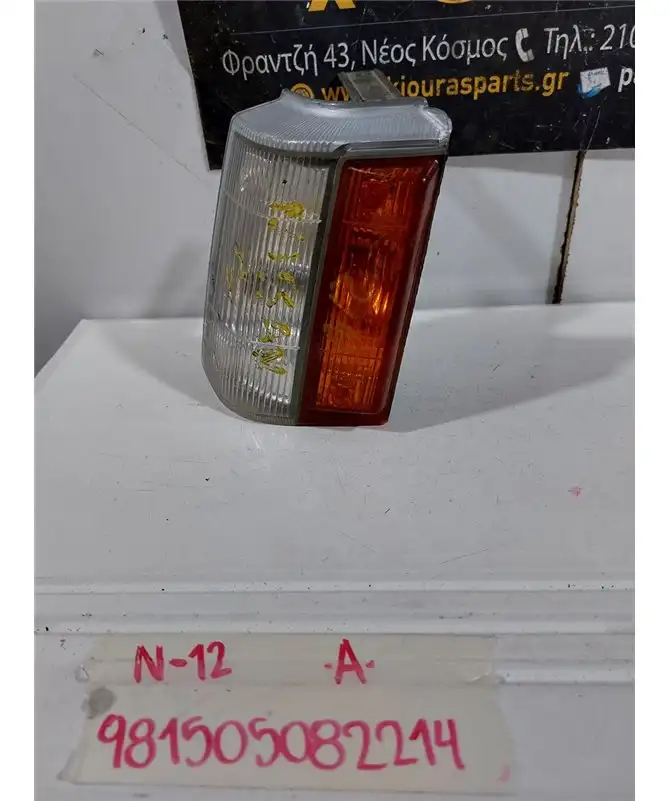 Φραντζή 43, Νέος Κόσμος Τηλ.: 210
kiourasparts.gr
N-12 -A-
981505082214